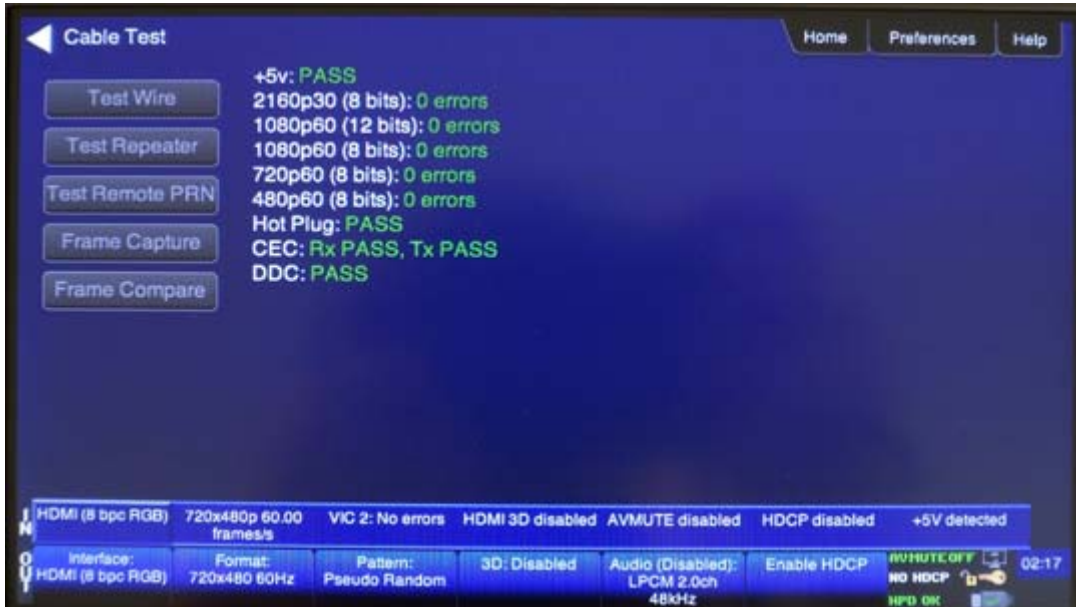 Cable Test
Home
Preferences
Help
Test Wire
Test Repeater
Test Remote PRN
Frame Capture
Frame Compare
+5v: PASS
2160p30 (8 bits): 0 errors
1080p60 (12 bits): 0 errors
1080p60 (8 bits): 0 errors
720p60 (8 bits): 0 errors
480p60 (8 bits): 0 errors
Hot Plug: PASS
CEC: Rx PASS, Tx PASS
DDC: PASS
IN
HDMI (8 bpc RGB)
720x480p 60.00
frames/s
VIC 2: No errors
HDMI 3D disabled
AVMUTE disabled
HDCP disabled
+5V detected
OUT
Interface:
HDMI (8 bpc RGB)
Format:
720x480 60Hz
Pattern:
Pseudo Random
3D: Disabled
Audio (Disabled):
LPCM 2.0ch
48kHz
Enable HDCP
AVMUTE OFF
NO HDCP
HPD OK
02:17